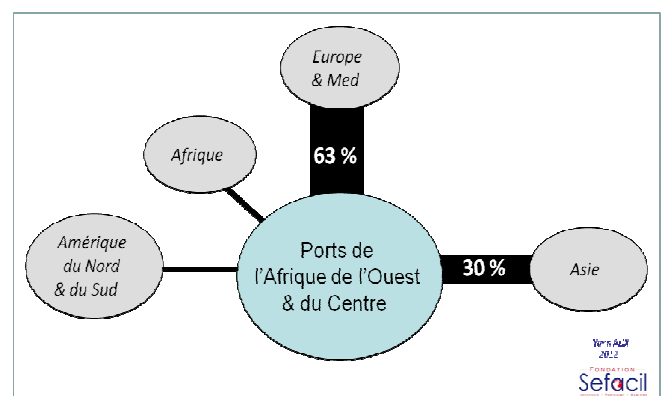 Europe
& Med
63 %
Afrique
Amérique
du Nord
& du Sud
Ports de
l'Afrique de l'Ouest
& du Centre
30 %
Asie
FONDATION
Sefacil